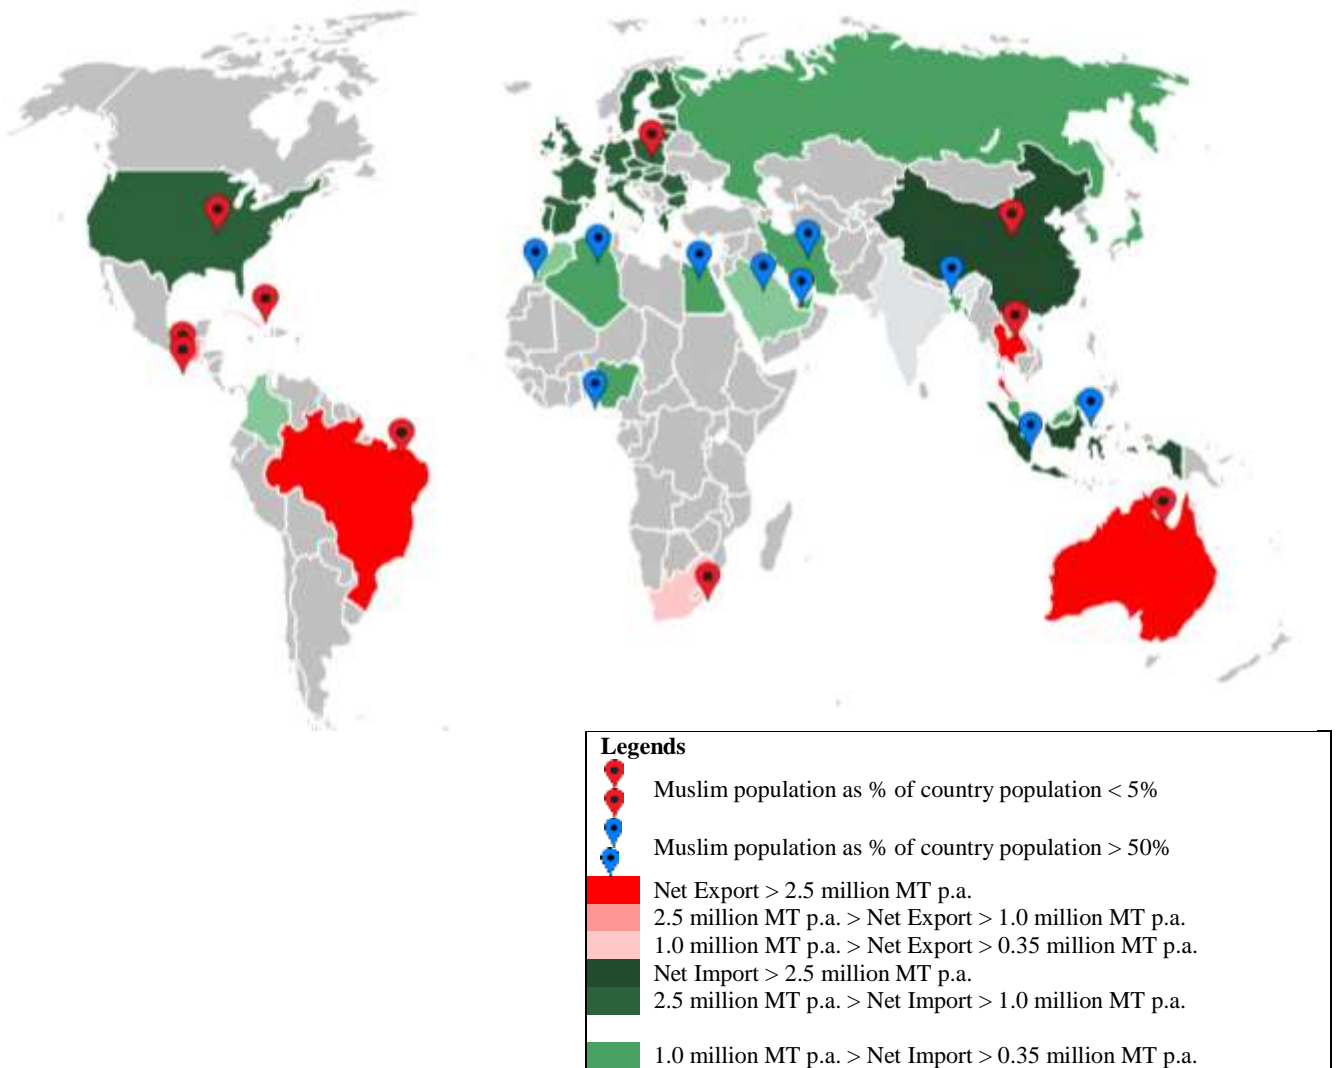 Legends
Muslim population as % of country population < 5%
Muslim population as % of country population > 50%
Net Export > 2.5 million MT p.a.
2.5 million MT p.a. > Net Export > 1.0 million MT p.a.
1.0 million MT p.a. > Net Export > 0.35 million MT p.a.
Net Import > 2.5 million MT p.a.
2.5 million MT p.a. > Net Import > 1.0 million MT p.a.
1.0 million MT p.a. > Net Import > 0.35 million MT p.a.